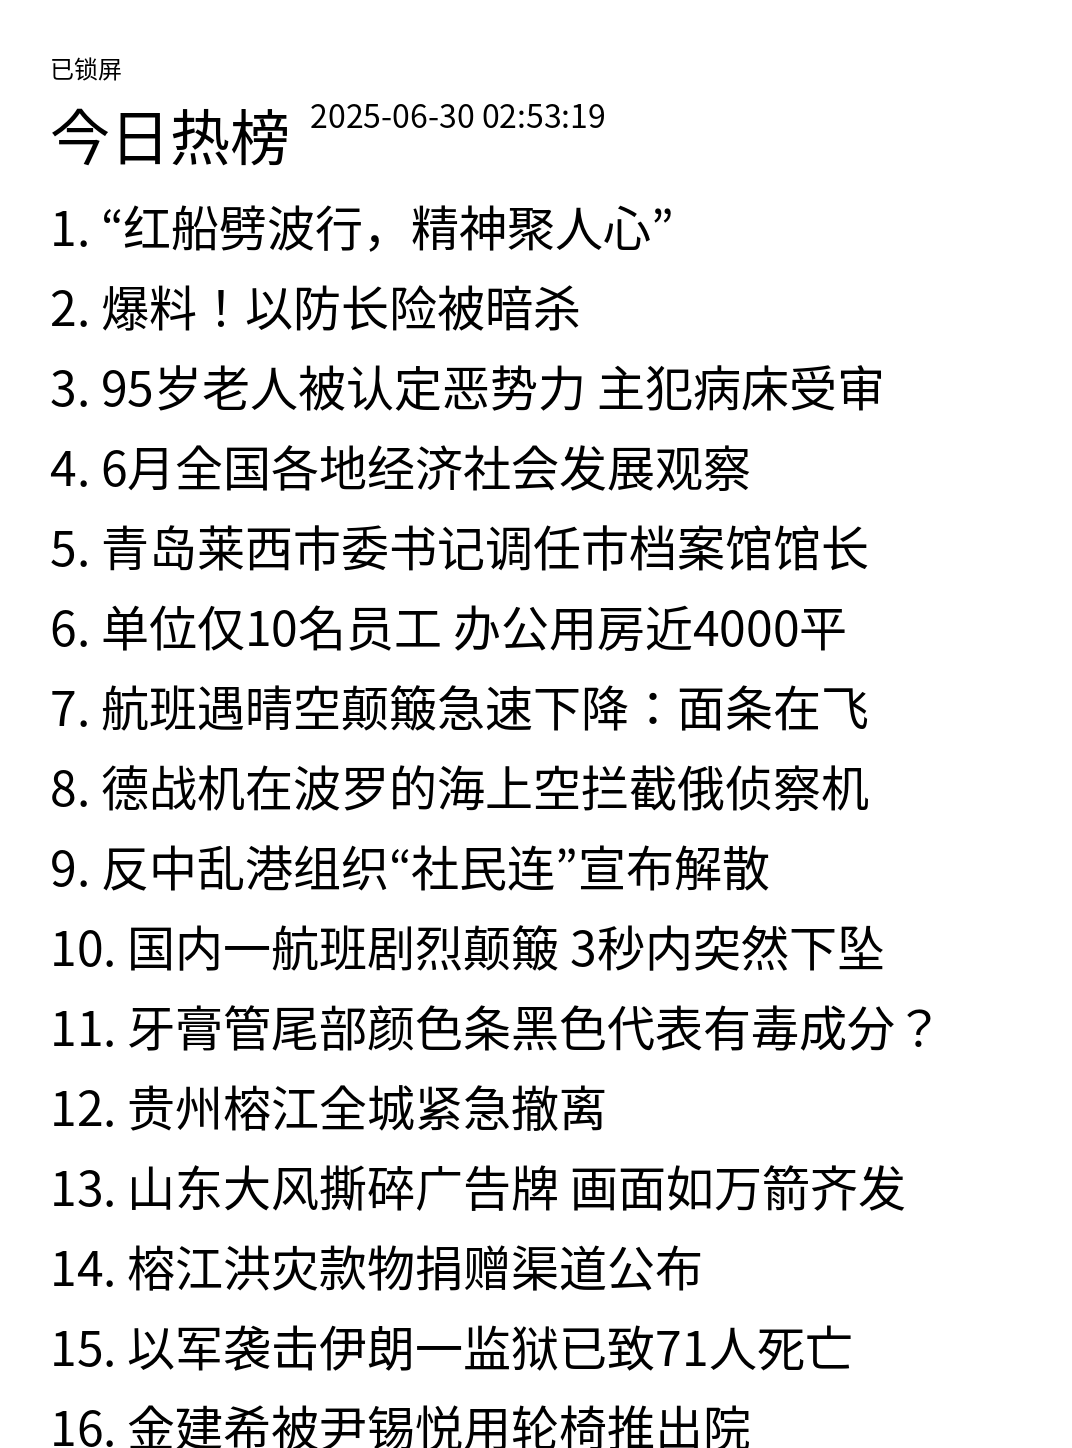 已锁屏
今日热榜 2025-06-30 02:53:19
1. “红船劈波行，精神聚人心”
2. 爆料！以防长险被暗杀
3. 95岁老人被认定恶势力 主犯病床受审
4. 6月全国各地经济社会发展观察
5. 青岛莱西市委书记调任市档案馆馆长
6. 单位仅10名员工 办公用房近4000平
7. 航班遇晴空颠簸急速下降：面条在飞
8. 德战机在波罗的海上空拦截俄侦察机
9. 反中乱港组织“社民连”宣布解散
10. 国内一航班剧烈颠簸 3秒内突然下坠
11. 牙膏管尾部颜色条黑色代表有毒成分？
12. 贵州榕江全城紧急撤离
13. 山东大风撕碎广告牌 画面如万箭齐发
14. 榕江洪灾款物捐赠渠道公布
15. 以军袭击伊朗一监狱已致71人死亡
16. 金建希被尹锡悦用轮椅推出院